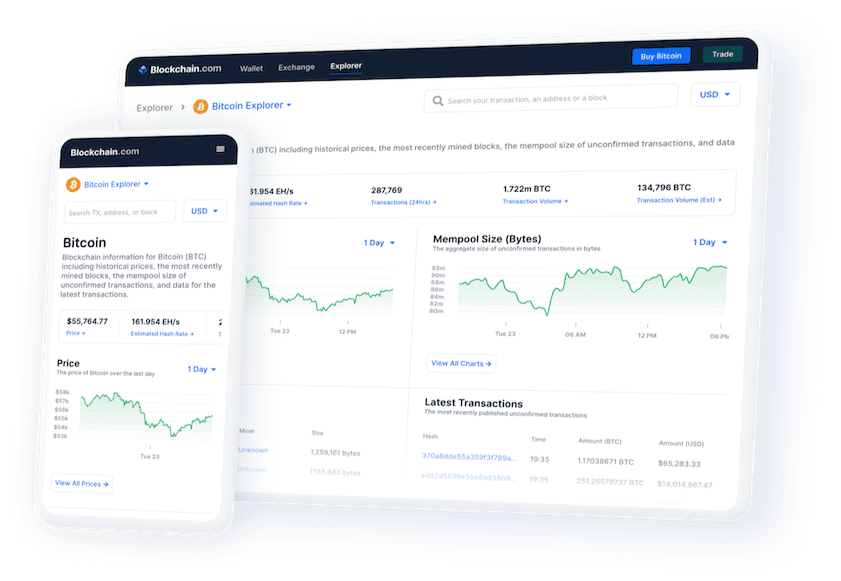 Blockchain.com Wallet Exchange Explorer Buy Bitcoin Trade
Explorer > Bitcoin Explorer Search your transaction, an address or a block USD
(BTC) including historical prices, the most recently mined blocks, the mempool size of unconfirmed transactions, and data
61.954 EH/s 287,769 1.722m BTC 134,796 BTC
stimated Hash Rate → Transactions (24hrs) → Transaction Volume → Transaction Volume (Est) →
1 Day
Tue 23 12 PM
Mempool Size (Bytes) 1 Day
The aggregate size of unconfirmed transactions in bytes
92m
90m
88m
86m
84m
82m
80m
Tue 23 06 AM 12 PM 06 PM
View All Charts →
Miner Size
Unknown 1,259,161 bytes
Unknown 1,185,643 bytes
Latest Transactions
The most recently published unconfirmed transactions
Hash Time Amount (BTC) Amount (USD)
370a8dde55a359f3f789a... 19:35 1.17038671 BTC $65,283.33
19:35 251.25579737 BTC $14,014,867.47
Blockchain.com
Bitcoin Explorer
Search TX, address, or block USD
Bitcoin
Blockchain information for Bitcoin (BTC)
including historical prices, the most recently
mined blocks, the mempool size of
unconfirmed transactions, and data for the
latest transactions.
$55,764.77 161.954 EH/s
Price → Estimated Hash Rate →
Price 1 Day
The price of Bitcoin over the last day
$58k
$57k
$56k
$55k
$54k
$53k
Tue 23
View All Prices →